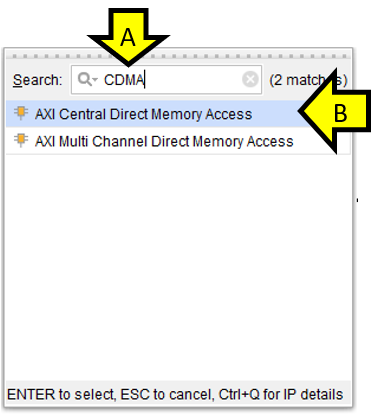 A
Search: CDMA (2 matches)
AXI Central Direct Memory Access
B
AXI Multi Channel Direct Memory Access
ENTER to select, ESC to cancel, Ctrl+Q for IP details